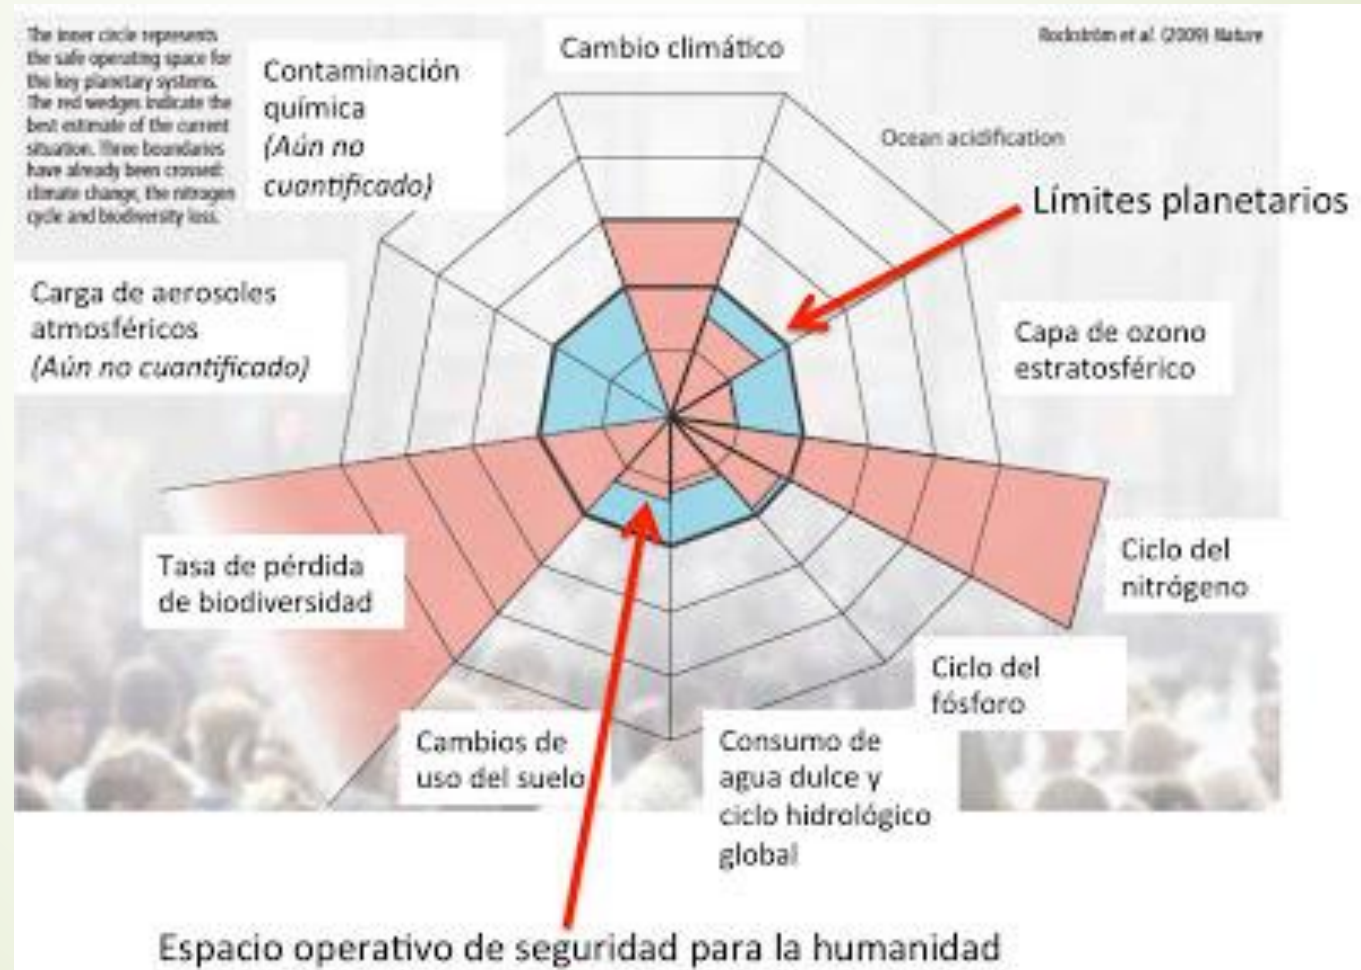 The inner circle represents
the safe operating space for
the key planetary systems.
The red wedges indicate the
best estimate of the current
situation. Three boundaries
have already been crossed:
climate change, the nitrogen
cycle and biodiversity loss.
Contaminación
química
(Aún no
cuantificado)
Cambio climático
Rockström et al. (2009) Nature
Ocean acidification
Límites planetarios
Carga de aerosoles
atmosféricos
(Aún no cuantificado)
Capa de ozono
estratosférico
Tasa de pérdida
de biodiversidad
Ciclo del
nitrógeno
Ciclo del
fósforo
Cambios de
uso del suelo
Consumo de
agua dulce y
ciclo hidrológico
global
Espacio operativo de seguridad para la humanidad